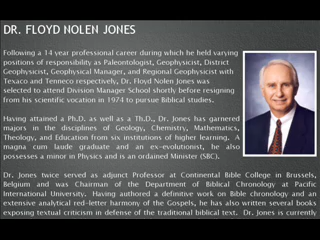 DR. FLOYD NOLEN JONES
Following a 14 year professional career during which he held varying
positions of responsibility as Paleontologist, Geophysicist, District
Geophysicist, Geophysical Manager, and Regional Geophysicist with
Texaco and Tenneco respectively, Dr. Floyd Nolen Jones was
selected to attend Division Manager School shortly before resigning
from his scientific vocation in 1974 to pursue Biblical studies.
Having attained a Ph.D. as well as a Th.D., Dr. Jones has garnered
majors in the disciplines of Geology, Chemistry, Mathematics,
Theology, and Education from six institutions of higher learning. A
magna cum laude graduate and an ex-evolutionist, he also
possesses a minor in Physics and is an ordained Minister (SBC).
Dr. Jones twice served as adjunct Professor at Continental Bible College in Brussels,
Belgium and was Chairman of the Department of Biblical Chronology at Pacific
International University. Having authored a definitive work on Bible chronology and
an extensive analytical red-letter harmony of the Gospels, he has also written several books
exposing textual criticism in defense of the traditional biblical text. Dr. Jones is currently